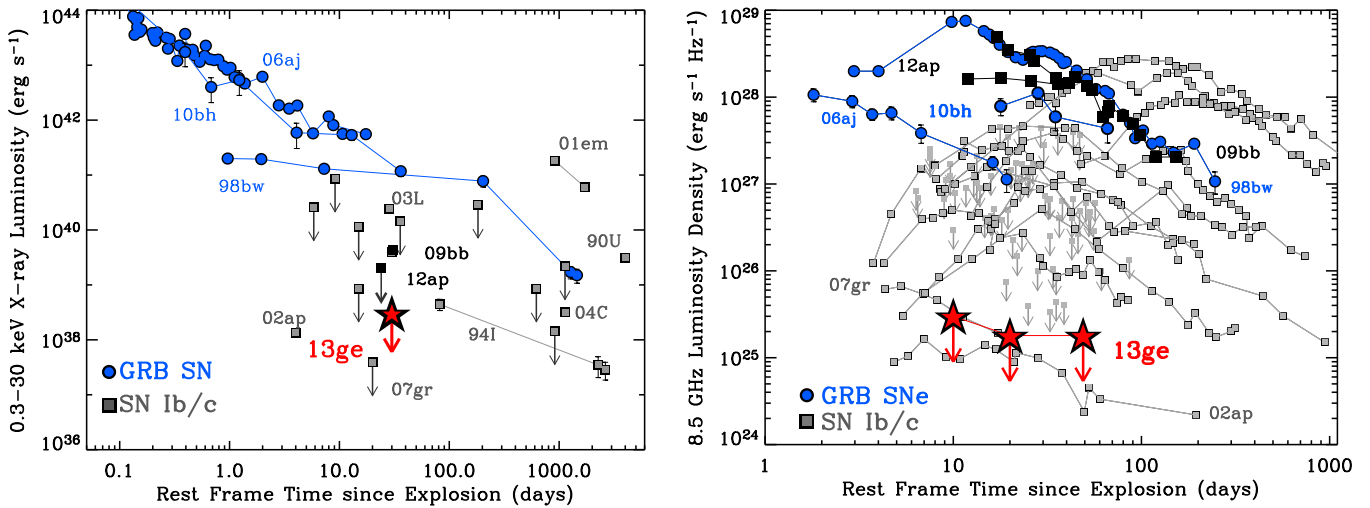 10^44
10^42
10^40
10^38
10^36
0.3-30 keV X-ray Luminosity (erg s^-1)
06aj
10bh
98bw
01em
03L
09bb
90U
12ap
04C
02ap
94I
13ge
07gr
GRB SN
SN Ib/c
0.1 1.0 10.0 100.0 1000.0
Rest Frame Time since Explosion (days)
10^29
10^28
10^27
10^26
10^25
10^24
8.5 GHz Luminosity Density (erg s^-1 Hz^-1)
12ap
06aj
10bh
09bb
98bw
07gr
13ge
GRB SNe
SN Ib/c
02ap
1 10 100 1000
Rest Frame Time since Explosion (days)